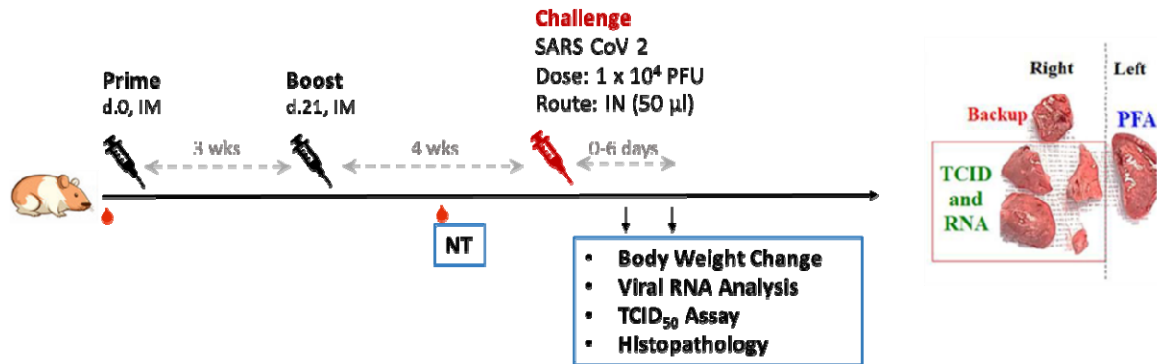 Prime
d.0, IM
3 wks
Boost
d.21, IM
4 wks
Challenge
SARS CoV 2
Dose: 1 x 10⁴ PFU
Route: IN (50 µl)
0-6 days
NT
• Body Weight Change
• Viral RNA Analysis
• TCID₅₀ Assay
• Histopathology
Right
Left
Backup
PFA
TCID
and
RNA